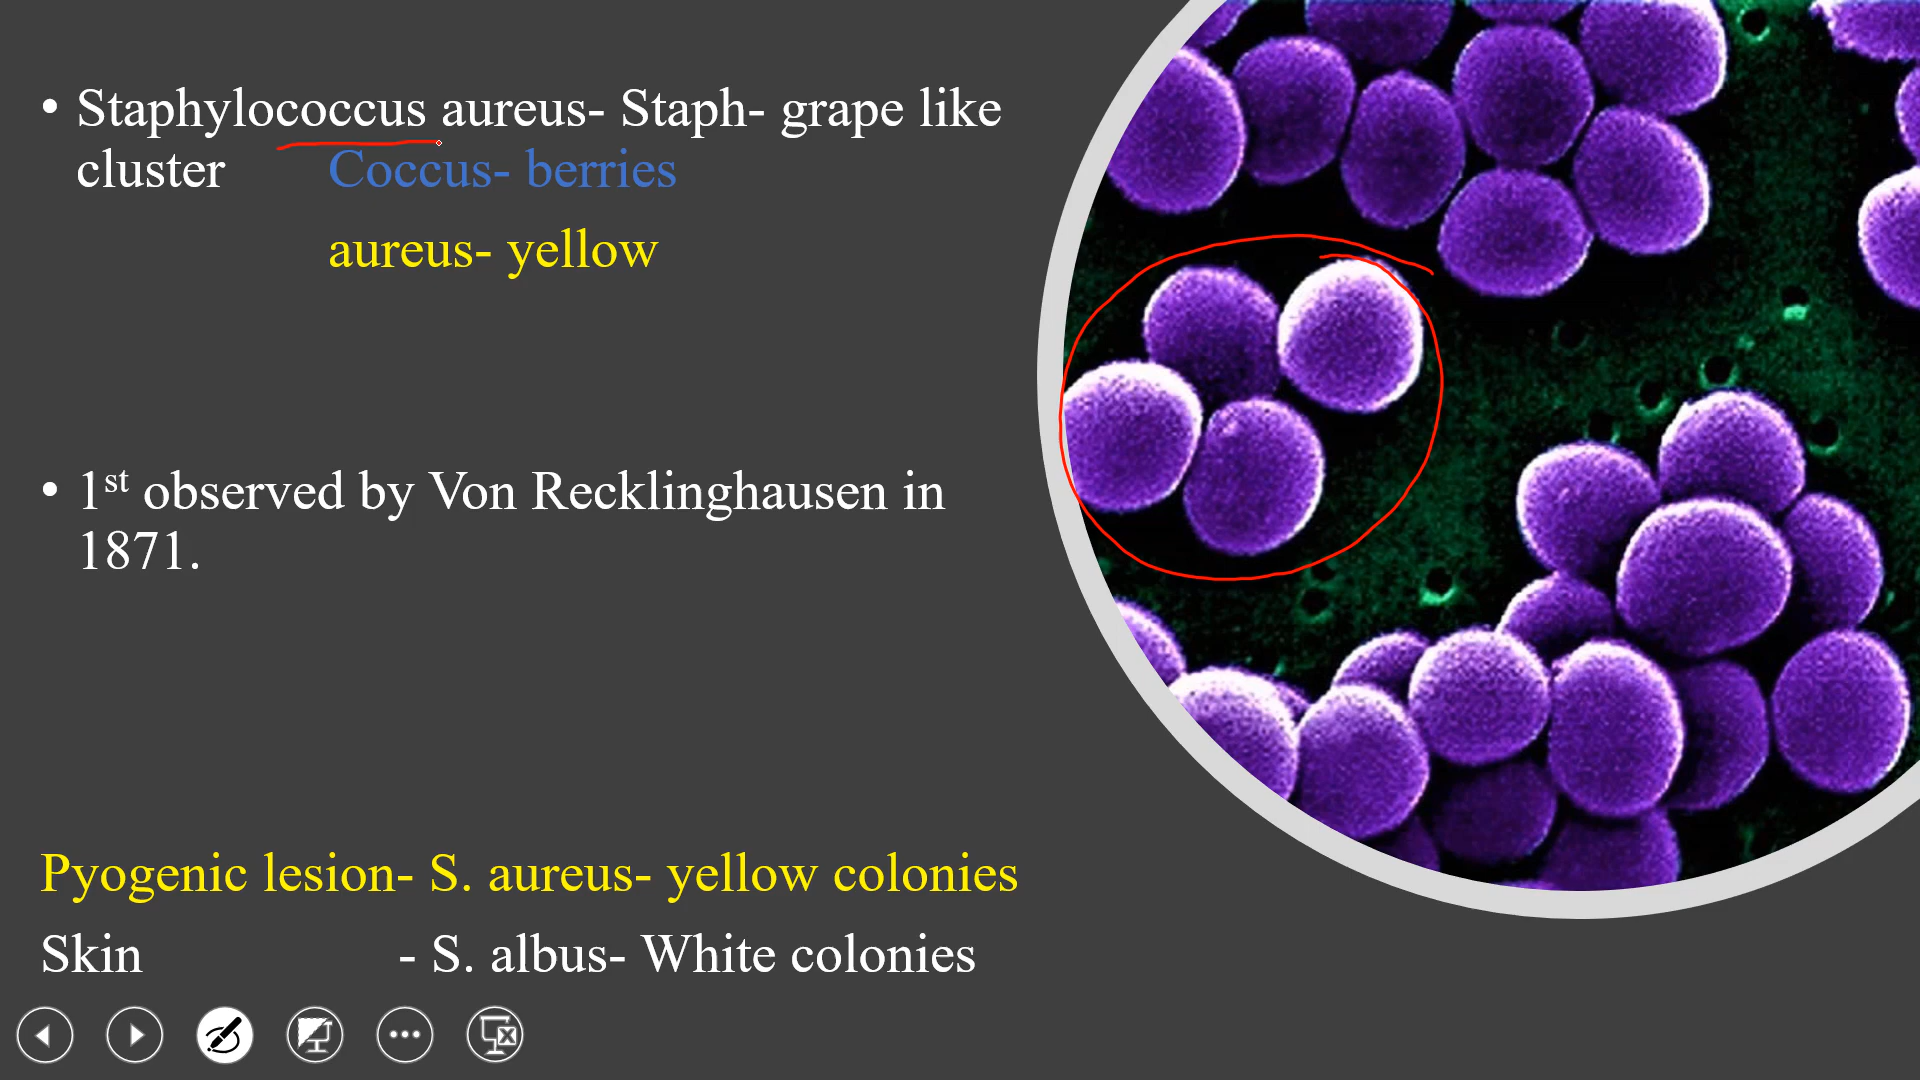 • Staphylococcus aureus- Staph- grape like
cluster Coccus- berries
aureus- yellow
• 1st observed by Von Recklinghausen in
1871.
Pyogenic lesion- S. aureus- yellow colonies
Skin - S. albus- White colonies